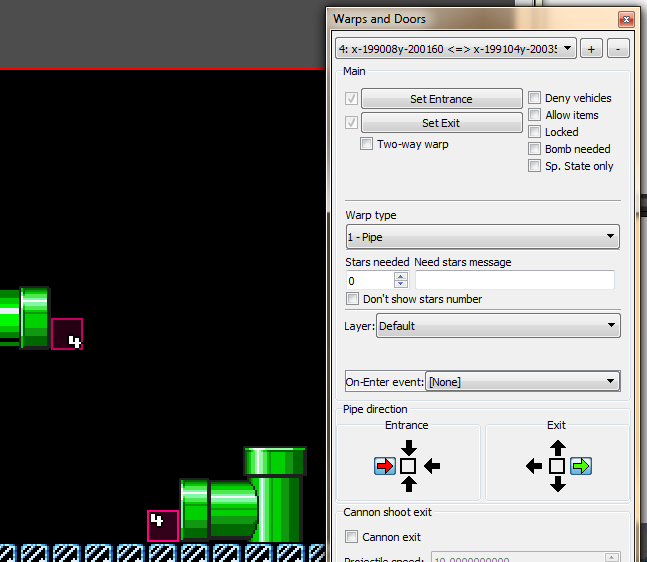 Warps and Doors
4: x-199008y-200160 <=> x-199104y-20035
+
-
Main
Set Entrance
Deny vehicles
Allow items
Set Exit
Locked
Two-way warp
Bomb needed
Sp. State only
Warp type
1 - Pipe
Stars needed
Need stars message
0
Don't show stars number
Layer:
Default
On-Enter event:
[None]
Pipe direction
Entrance
Exit
Cannon shoot exit
Cannon exit
Projectile speed:
10.0000000000
4
4